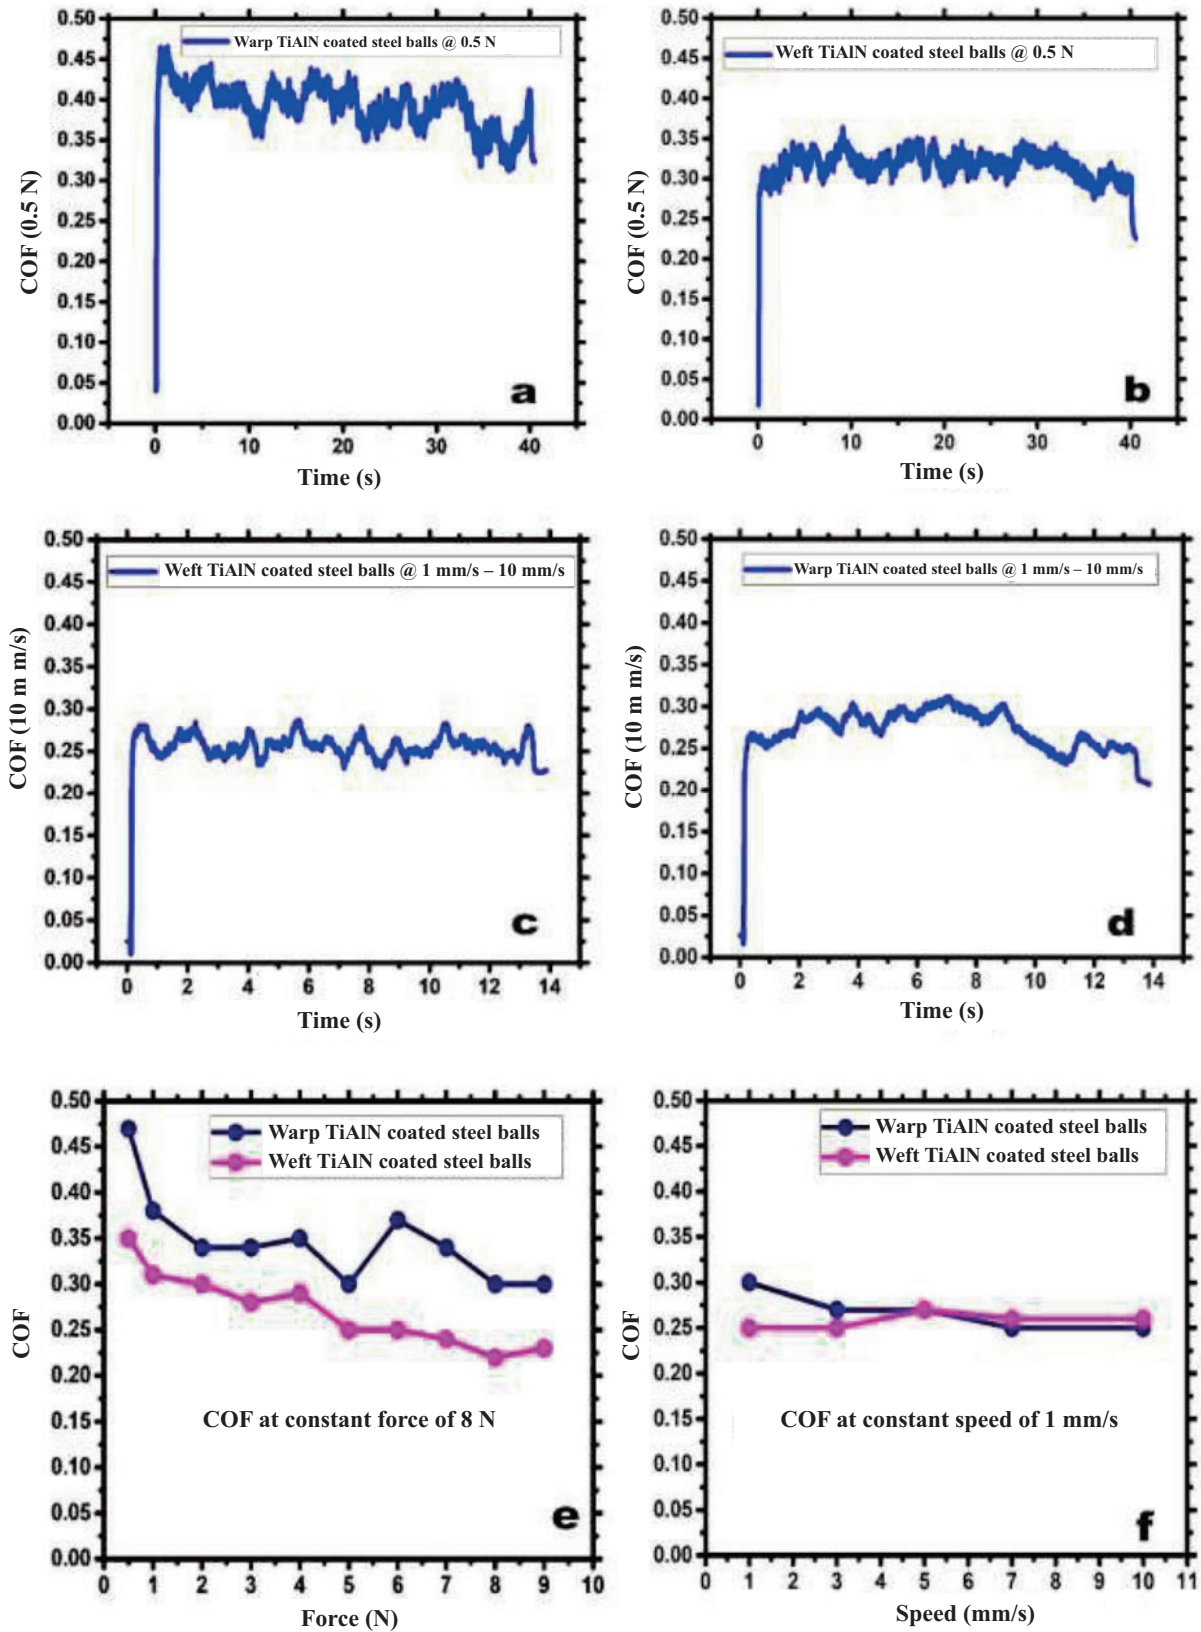 0.50
0.45
0.40
0.35
0.30
0.25
0.20
0.15
0.10
0.05
0.00
COF (0.5 N)
Warp TiAlN coated steel balls @ 0.5 N
a
0 10 20 30 40
Time (s)
0.50
0.45
0.40
0.35
0.30
0.25
0.20
0.15
0.10
0.05
0.00
COF (0.5 N)
Weft TiAlN coated steel balls @ 0.5 N
b
0 10 20 30 40
Time (s)
0.50
0.45
0.40
0.35
0.30
0.25
0.20
0.15
0.10
0.05
0.00
COF (10 m m/s)
Weft TiAlN coated steel balls @ 1 mm/s – 10 mm/s
c
0 2 4 6 8 10 12 14
Time (s)
0.50
0.45
0.40
0.35
0.30
0.25
0.20
0.15
0.10
0.05
0.00
COF (10 m m/s)
Warp TiAlN coated steel balls @ 1 mm/s – 10 mm/s
d
0 2 4 6 8 10 12 14
Time (s)
0.50
0.45
0.40
0.35
0.30
0.25
0.20
0.15
0.10
0.05
0.00
COF
Warp TiAlN coated steel balls
Weft TiAlN coated steel balls
COF at constant force of 8 N
e
0 1 2 3 4 5 6 7 8 9 10
Force (N)
0.50
0.45
0.40
0.35
0.30
0.25
0.20
0.15
0.10
0.05
0.00
COF
Warp TiAlN coated steel balls
Weft TiAlN coated steel balls
COF at constant speed of 1 mm/s
f
0 1 2 3 4 5 6 7 8 9 10 11
Speed (mm/s)